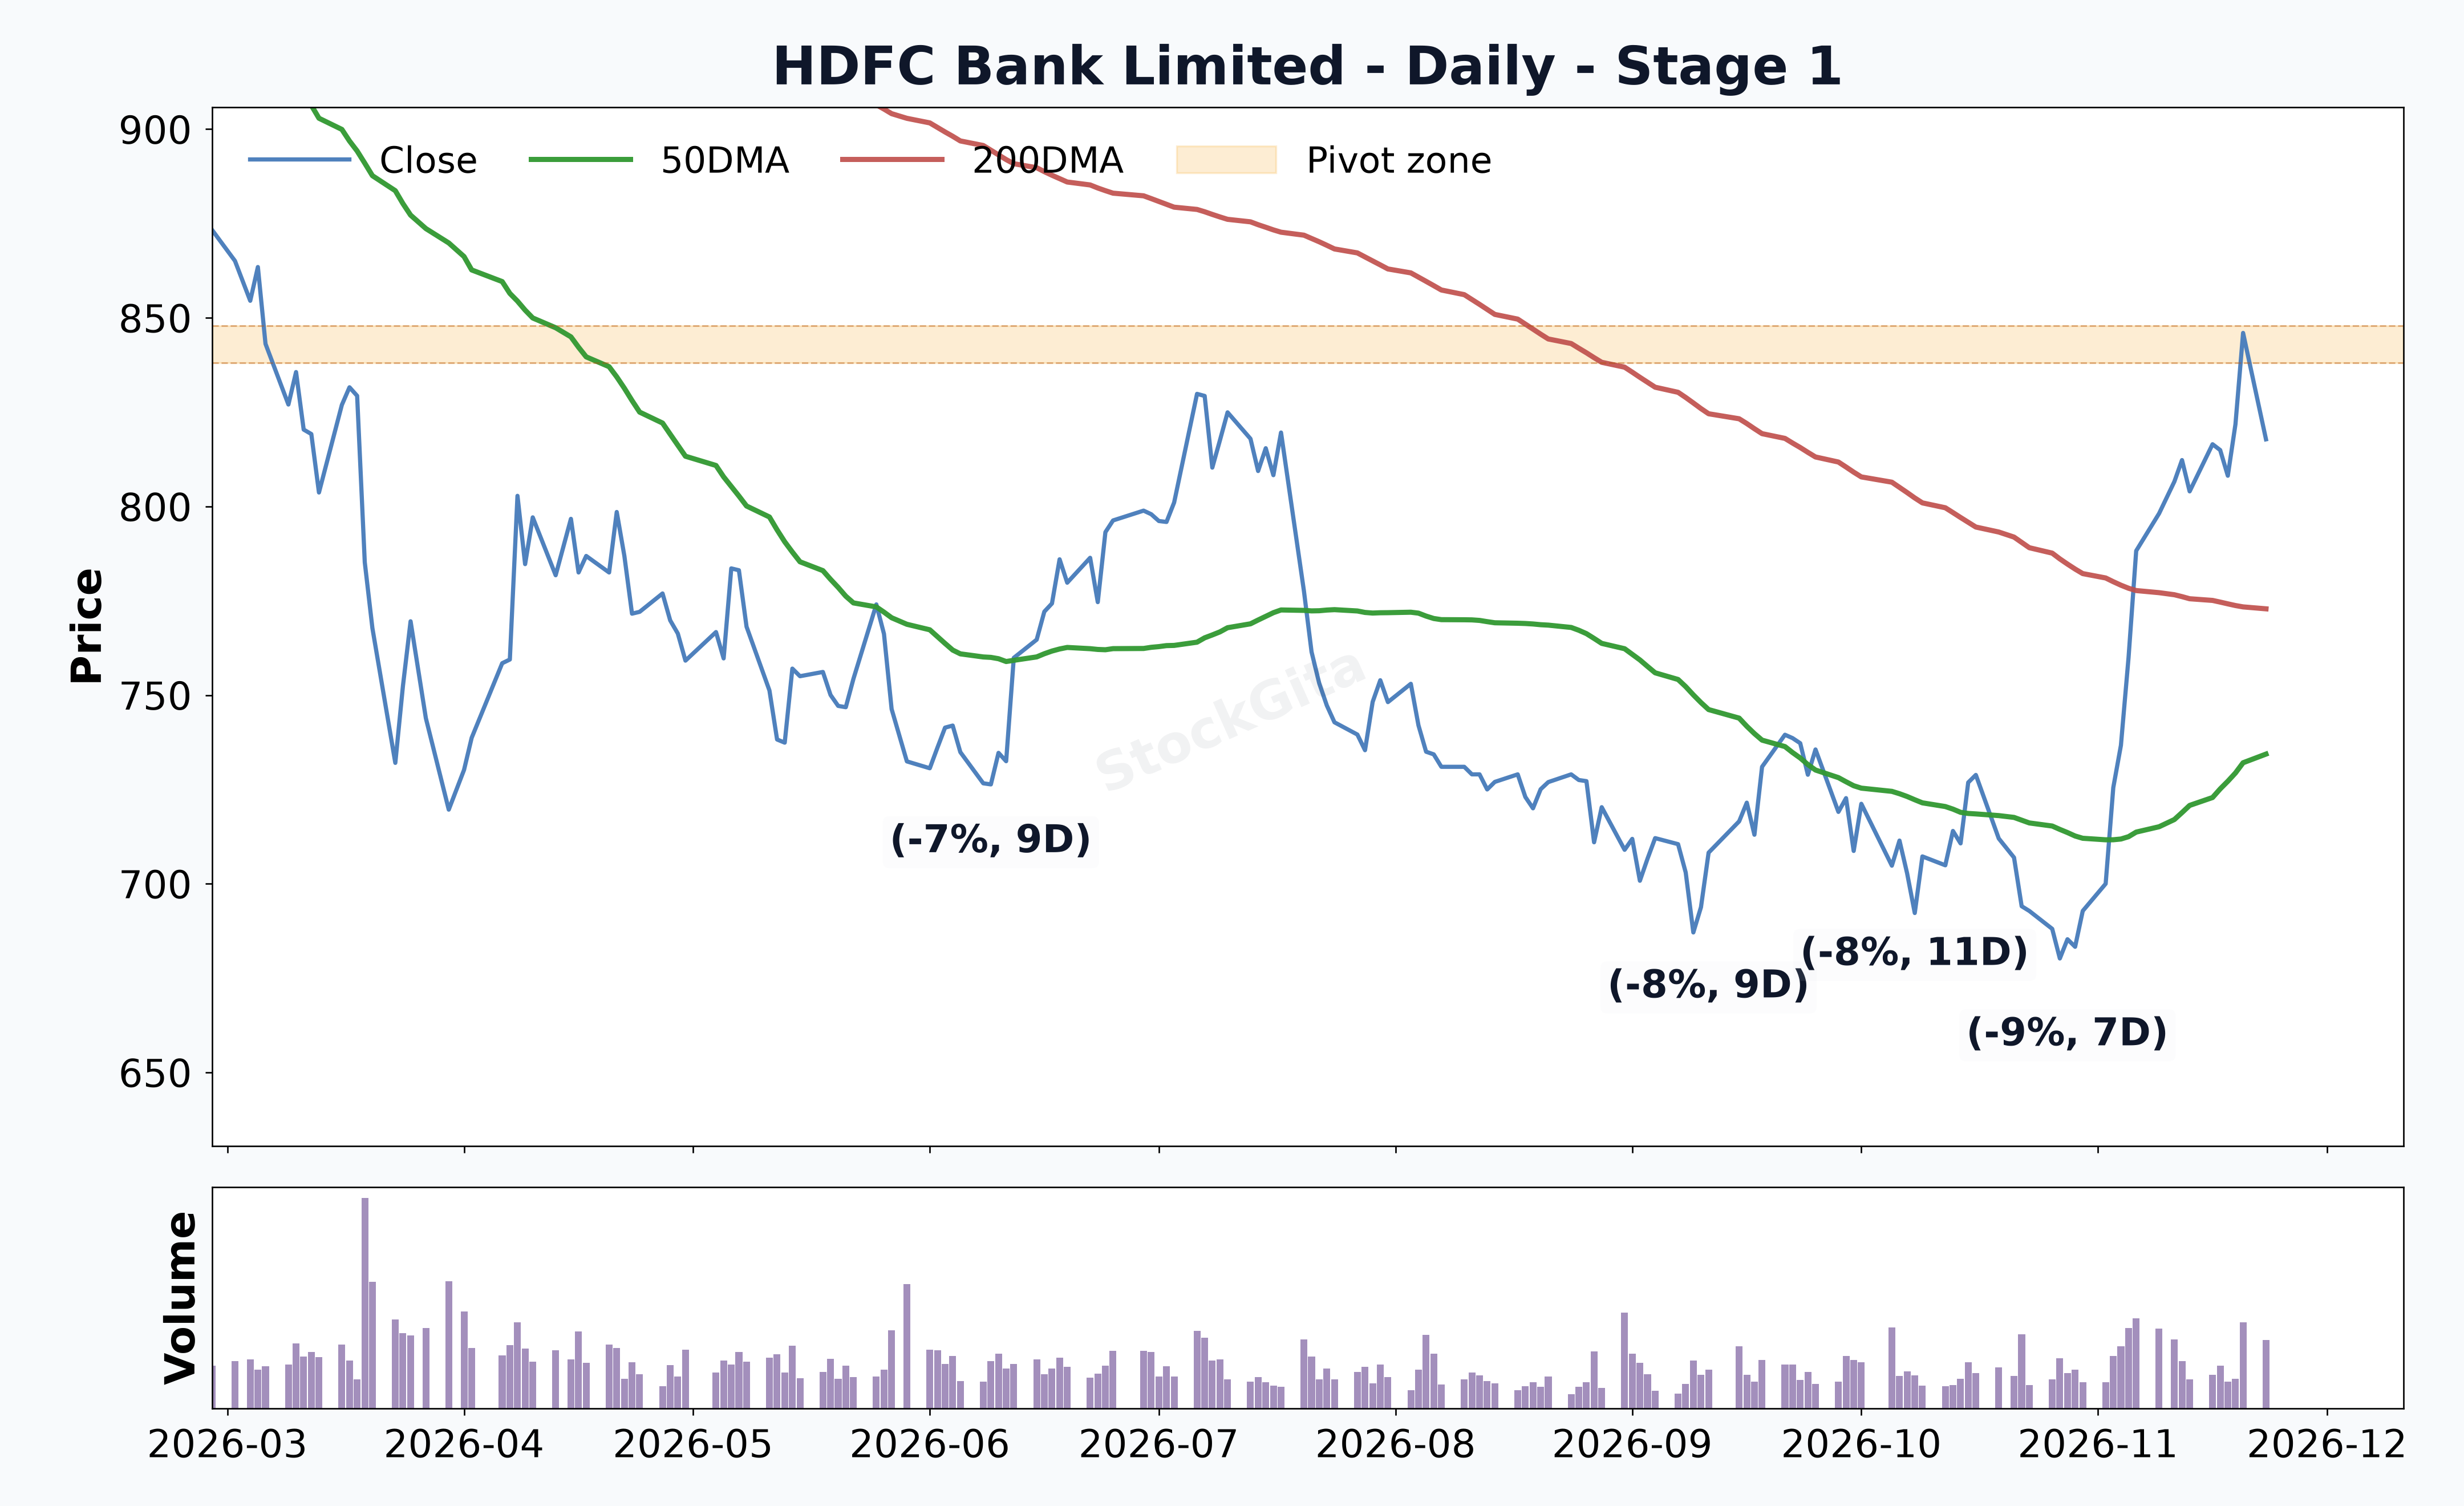 HDFC Bank Limited - Daily - Stage 1
Close 50DMA 200DMA Pivot zone
900
850
800
750
700
650
Price
StockGita
(-7%, 9D)
(-8%, 11D)
(-8%, 9D)
(-9%, 7D)
Volume
2026-03 2026-04 2026-05 2026-06 2026-07 2026-08 2026-09 2026-10 2026-11 2026-12